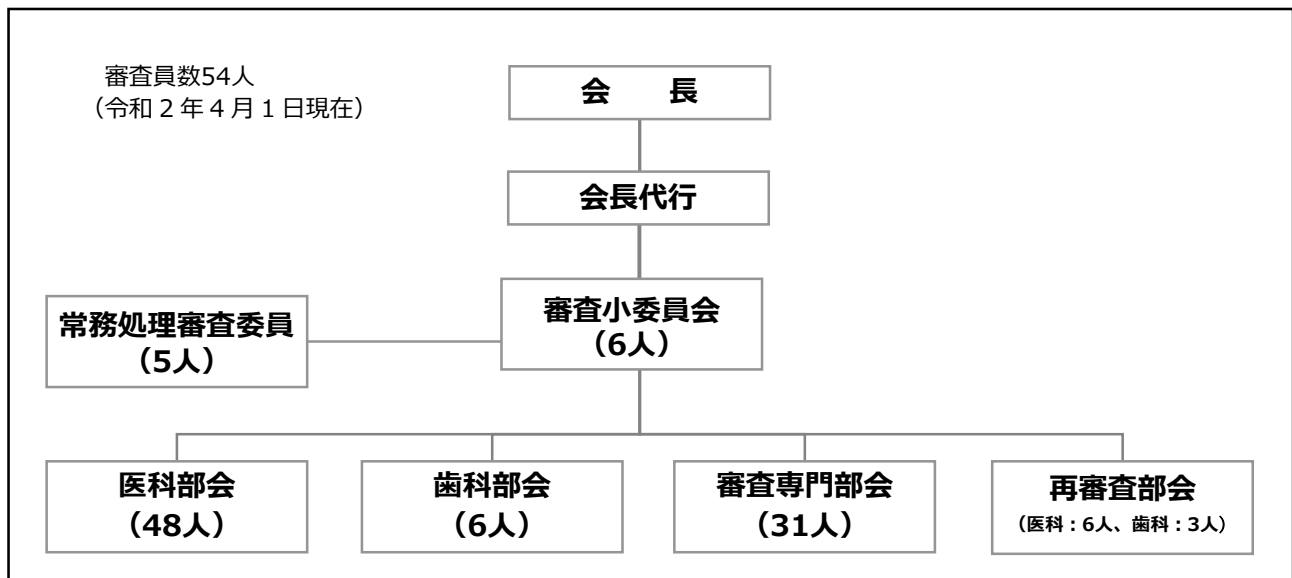 審査員数54人
（令和２年４月１日現在）
会　　長
会長代行
審査小委員会
（6人）
常務処理審査委員
（5人）
医科部会
（48人）
歯科部会
（6人）
審査専門部会
（31人）
再審査部会
（医科：6人、歯科：3人）